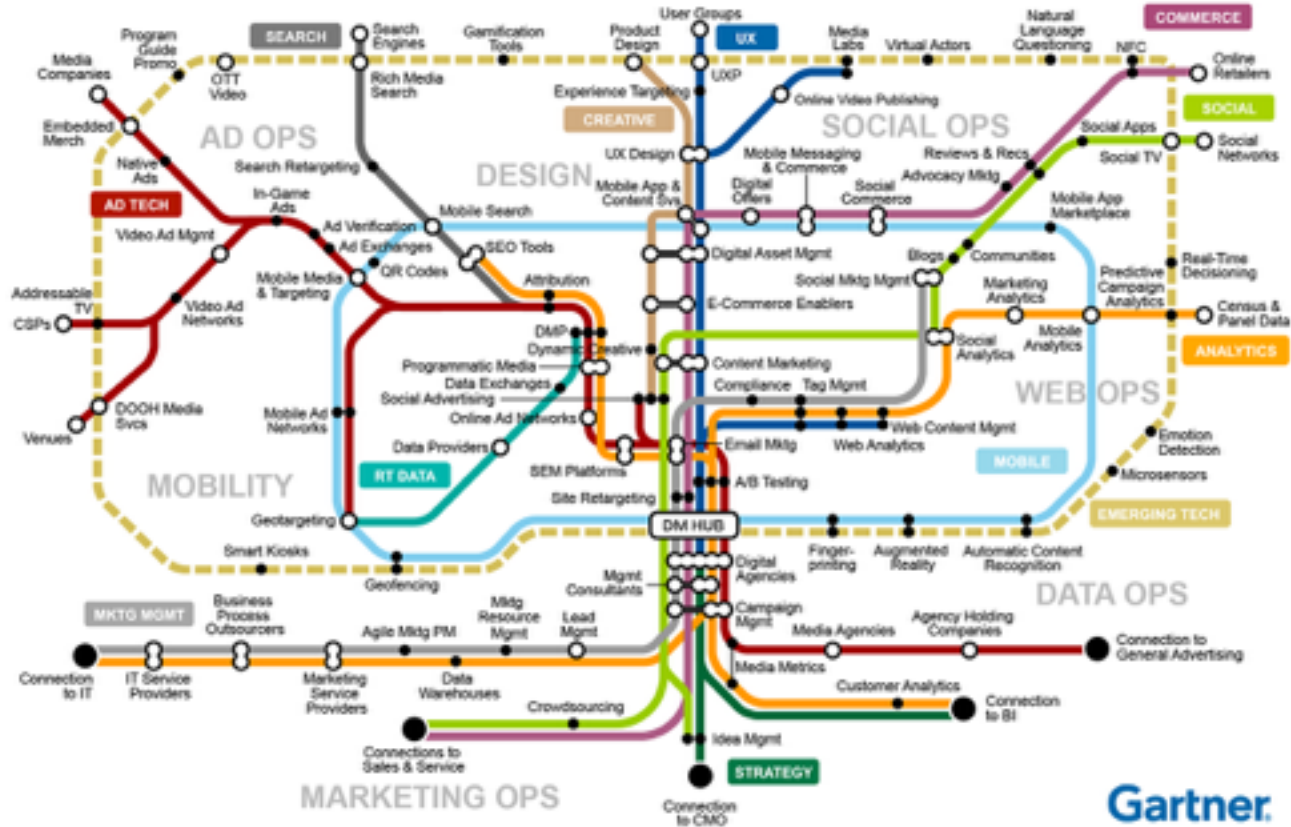 User Groups
Program
Guide
Promo
SEARCH
Search
Engines
Gamification
Tools
Product
Design
UX
Media
Labs
Virtual Actors
Natural
Language
Questioning
COMMERCE
NFC
Media
Companies
OTT
Video
Rich Media
Search
UXP
Online
Retailers
Experience Targeting
Online Video Publishing
SOCIAL
Embedded
Merch
AD OPS
CREATIVE
SOCIAL OPS
Social Apps
Native
Ads
Search Retargeting
DESIGN
UX Design
Mobile Messaging
& Commerce
Reviews & Recs
Social TV
Social
Networks
AD TECH
In-Game
Ads
Mobile App &
Content Svs
Digital
Offers
Social
Commerce
Advocacy Mktg
Mobile App
Marketplace
Video Ad Mgmt
Ad Verification
Mobile Search
Ad Exchanges
SEO Tools
Digital Asset Mgmt
Blogs
Communities
Real-Time
Decisioning
Mobile Media
& Targeting
QR Codes
Attribution
Social Mktg Mgmt
Marketing
Analytics
Predictive
Campaign
Analytics
Addressable
TV
CSPs
Video Ad
Networks
E-Commerce Enablers
Census &
Panel Data
DMP
Dynamic Creative
Social
Analytics
Mobile
Analytics
ANALYTICS
Programmatic Media
Content Marketing
Data Exchanges
Compliance
Tag Mgmt
WEB OPS
Social Advertising
DOOH Media
Svcs
Venues
Mobile Ad
Networks
Online Ad Networks
Web Content Mgmt
Data Providers
Email Mktg
Web Analytics
Emotion
Detection
RT DATA
SEM Platforms
MOBILE
Microsensors
MOBILITY
A/B Testing
Site Retargeting
EMERGING TECH
Geotargeting
DM HUB
Smart Kiosks
Geofencing
Finger-
printing
Augmented
Reality
Automatic Content
Recognition
Mgmt
Consultants
Digital
Agencies
DATA OPS
MKTG MGMT
Business
Process
Outsourcers
Agile Mktg PM
Mktg
Resource
Mgmt
Lead
Mgmt
Campaign
Mgmt
Media Agencies
Agency Holding
Companies
Connection to
General Advertising
Connection
to IT
IT Service
Providers
Marketing
Service
Providers
Data
Warehouses
Media Metrics
Customer Analytics
Connection
to BI
Crowdsourcing
Idea Mgmt
Connections to
Sales & Service
STRATEGY
MARKETING OPS
Connection
to CMO
Gartner.